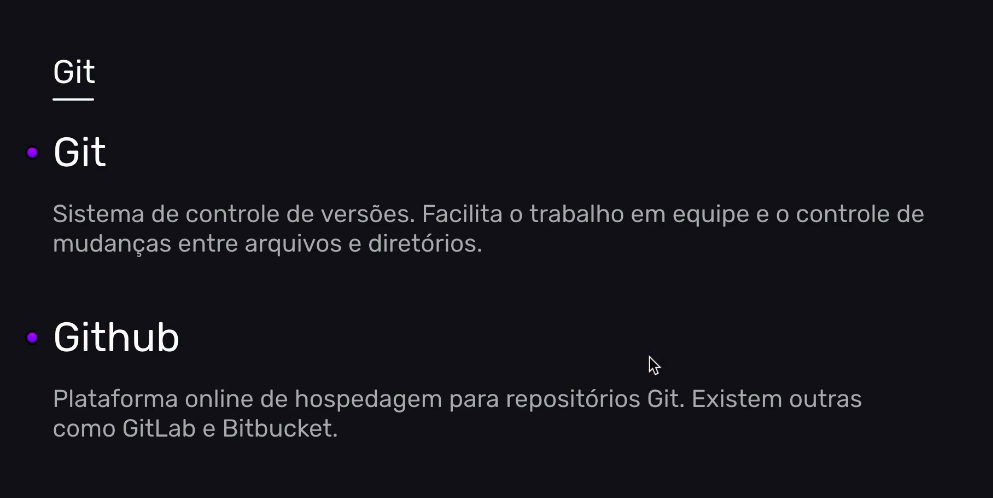 Git
Git
Sistema de controle de versões. Facilita o trabalho em equipe e o controle de
mudanças entre arquivos e diretórios.
Github
Plataforma online de hospedagem para repositórios Git. Existem outras
como GitLab e Bitbucket.